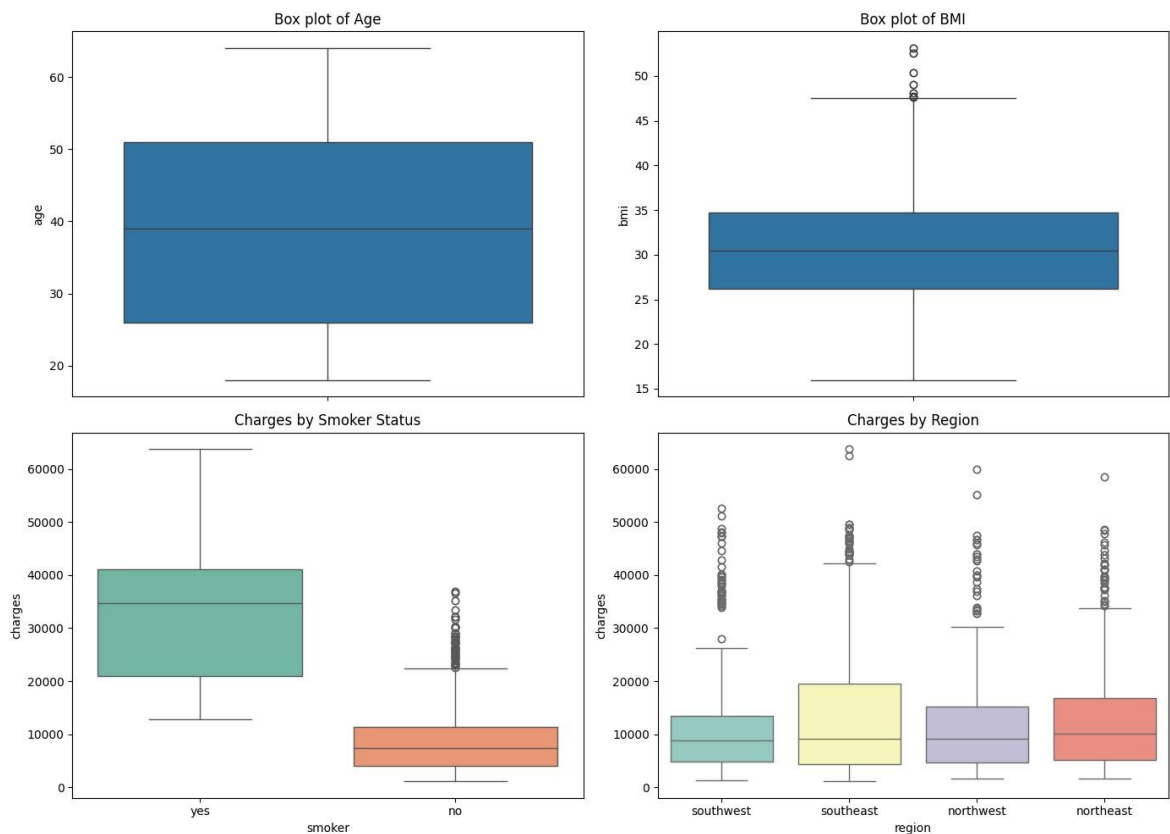 Box plot of Age
age
60
50
40
30
20
Box plot of BMI
bmi
50
45
40
35
30
25
20
15
Charges by Smoker Status
charges
60000
50000
40000
30000
20000
10000
0
yes no
smoker
Charges by Region
charges
60000
50000
40000
30000
20000
10000
0
southwest southeast northwest northeast
region